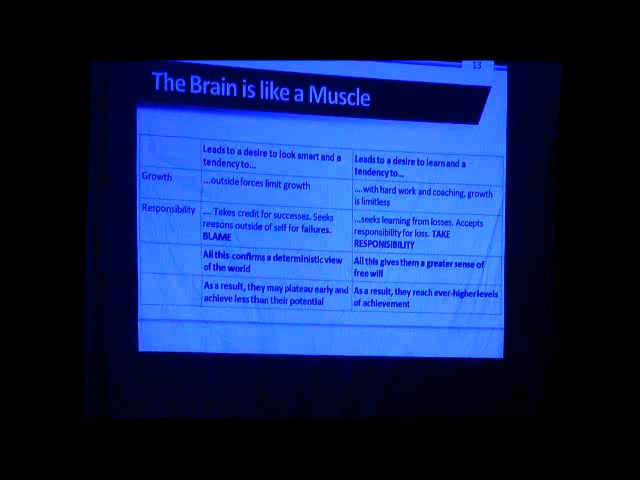 13
The Brain is like a Muscle
Leads to a desire to look smart and a
tendency to...
Leads to a desire to learn and a
tendency to...
Growth
...outside forces limit growth
....with hard work and coaching, growth
is limitless
Responsibility
.... Takes credit for successes. Seeks
reasons outside of self for failures.
BLAME
...seeks learning from losses. Accepts
responsibility for loss. TAKE
RESPONISIBILITY
All this confirms a deterministic view
of the world
All this gives them a greater sense of
free will
As a result, they may plateau early and
achieve less than their potential
As a result, they reach ever-higher levels
of achievement